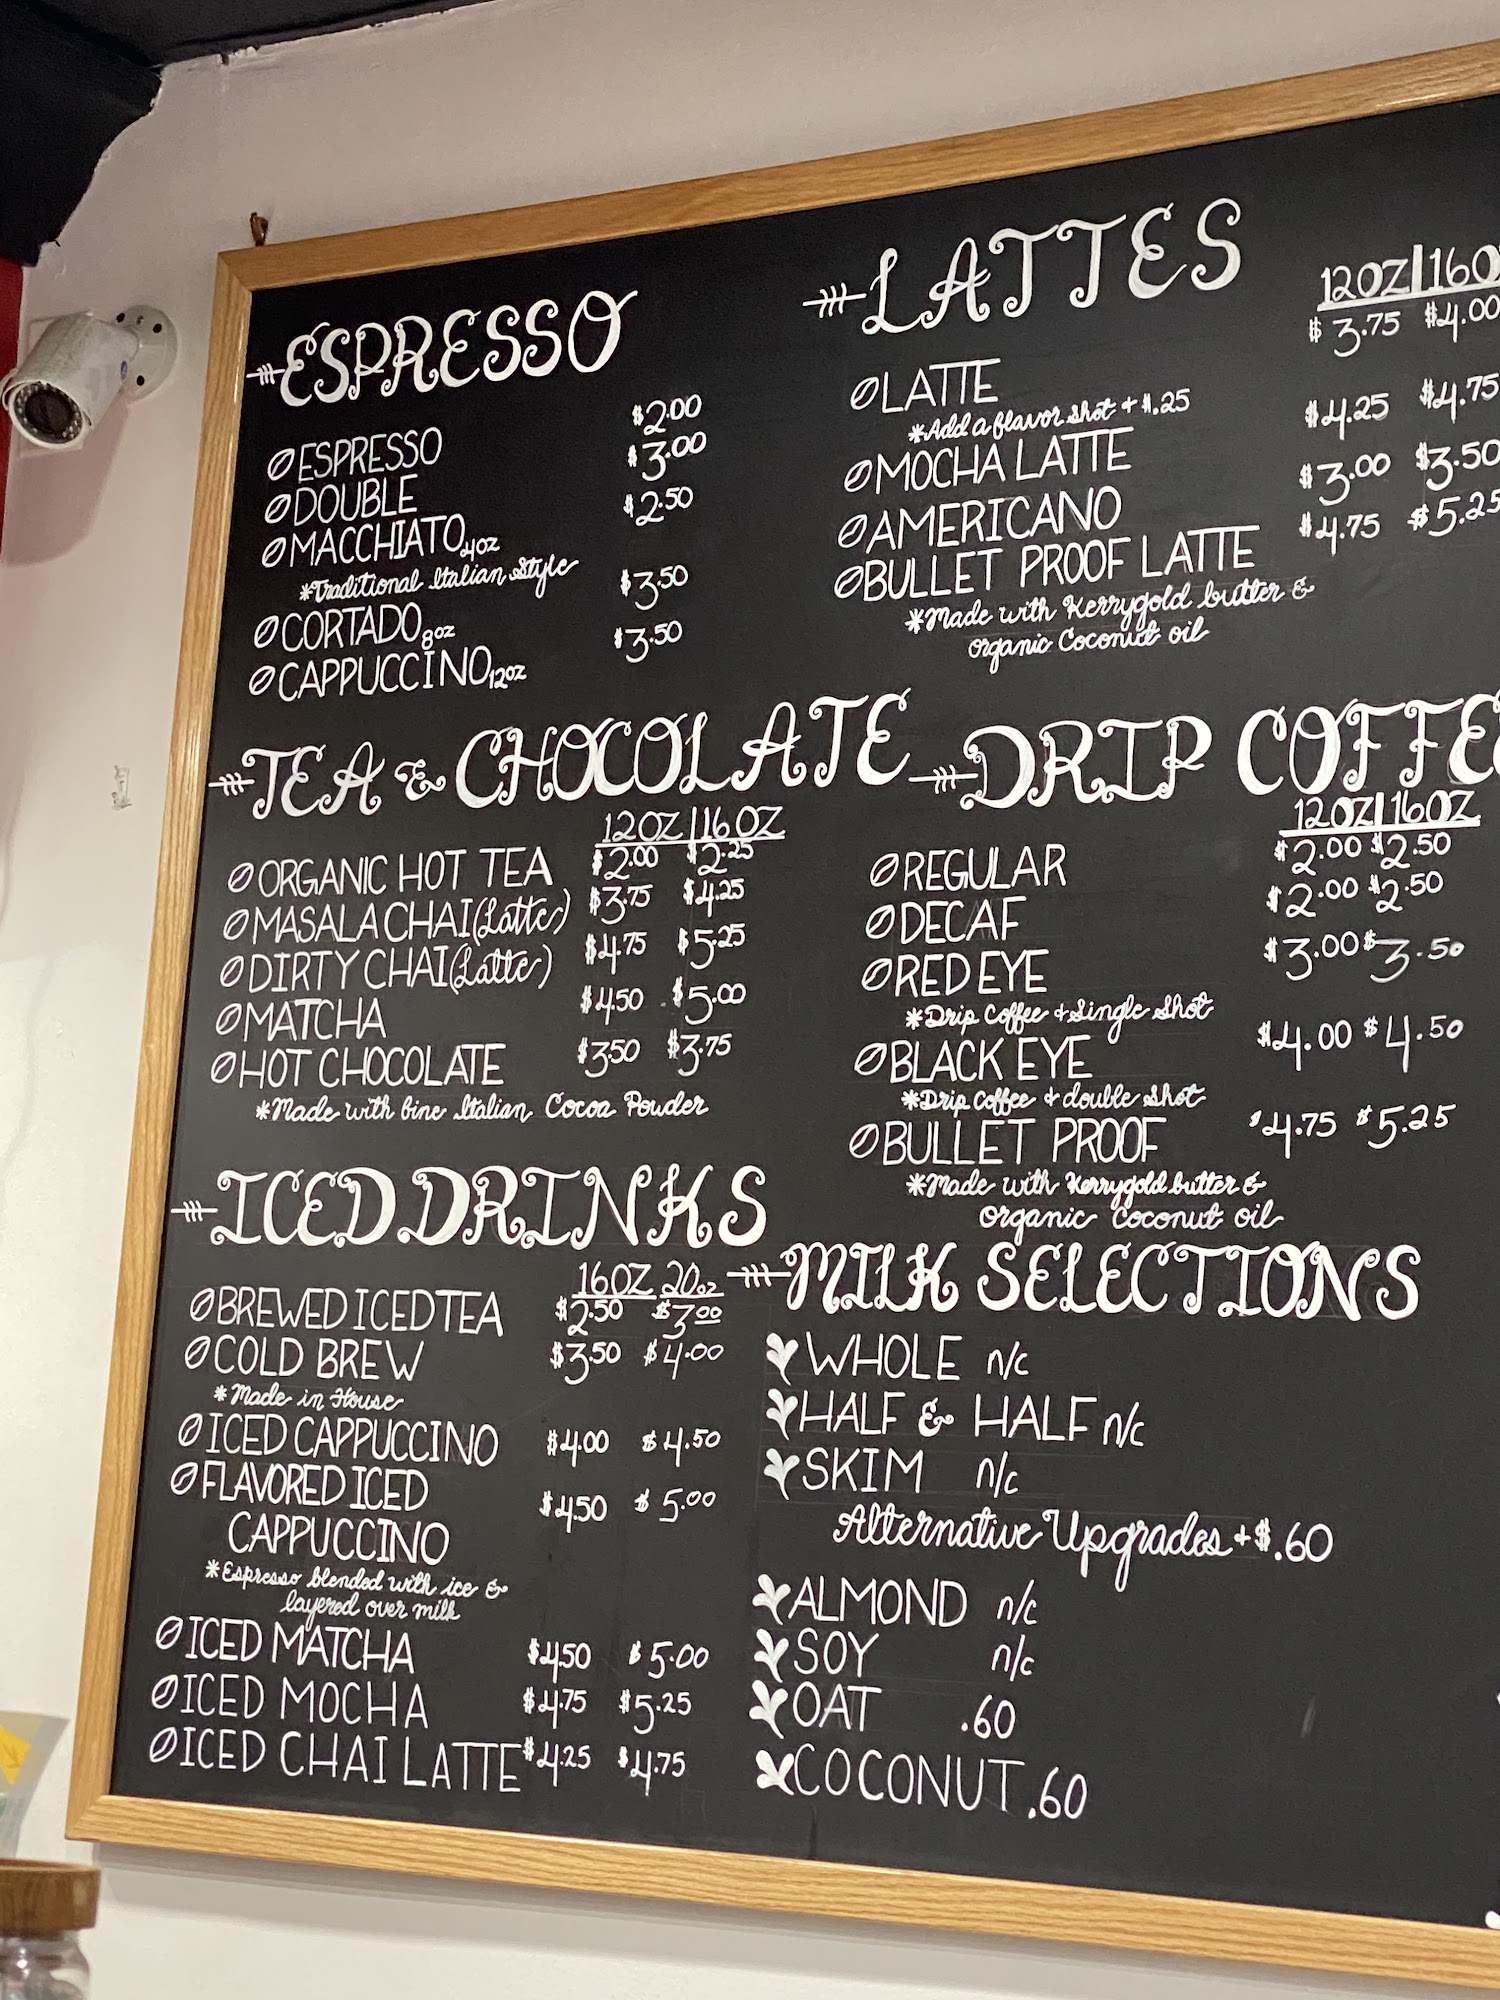 ESPRESSO
ESPRESSO $2.00
DOUBLE $3.00
MACCHIATO 4oz $2.50
*Traditional Italian Style
CORTADO 8oz $3.50
CAPPUCCINO 12oz $3.50
LATTES
12OZ|16O
LATTE $3.75 $4.00
*Add a flavor shot + $.25
MOCHA LATTE $4.25 $4.75
AMERICANO $3.00 $3.50
BULLET PROOF LATTE $4.75 $5.25
*Made with Kerrygold butter &
organic Coconut oil
TEA & CHOCOLATE
12OZ|16OZ
ORGANIC HOT TEA $2.00 $2.25
MASALA CHAI (Latte) $3.75 $4.25
DIRTY CHAI (Latte) $4.75 $5.25
MATCHA $4.50 $5.00
HOT CHOCOLATE $3.50 $3.75
*Made with fine Italian Cocoa Powder
DRIP COFFE
12OZ|16OZ
REGULAR $2.00 $2.50
DECAF $2.00 $2.50
RED EYE $3.00 $3.50
*Drip Coffee + Single Shot
BLACK EYE $4.00 $4.50
*Drip Coffee + double Shot
BULLET PROOF $4.75 $5.25
*Made with Kerrygold butter &
organic Coconut oil
ICED DRINKS
16OZ 20oz
BREWED ICED TEA $2.50 $3.00
COLD BREW $3.50 $4.00
*Made in House
ICED CAPPUCCINO $4.00 $4.50
FLAVORED ICED
CAPPUCCINO $4.50 $5.00
*Espresso blended with ice &
layered over milk
ICED MATCHA $4.50 $5.00
ICED MOCHA $4.75 $5.25
ICED CHAI LATTE $4.25 $4.75
MILK SELECTIONS
WHOLE n/c
HALF & HALF n/c
SKIM n/c
Alternative Upgrades + $.60
ALMOND n/c
SOY n/c
OAT .60
COCONUT .60